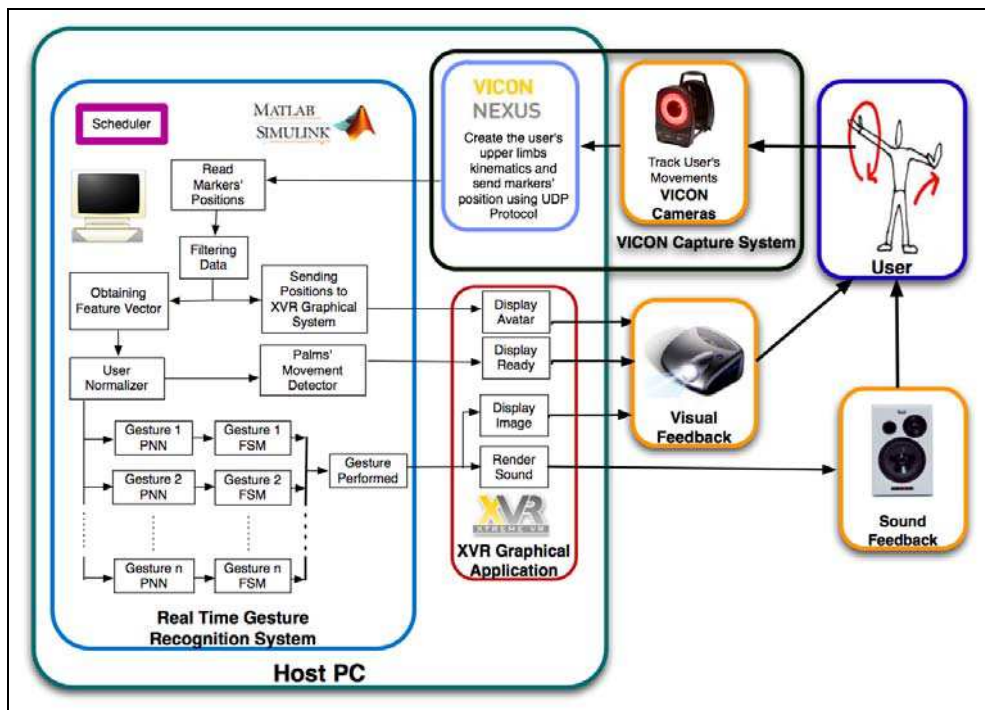 Scheduler
MATLAB
SIMULINK
Read
Markers'
Positions
Filtering
Data
Obtaining
Feature Vector
Sending
Positions to
XVR Graphical
System
User
Normalizer
Palms'
Movement
Detector
Gesture 1
PNN
Gesture 1
FSM
Gesture 2
PNN
Gesture 2
FSM
Gesture n
PNN
Gesture n
FSM
Gesture
Performed
Real Time Gesture
Recognition System
Host PC
VICON
NEXUS
Create the user's
upper limbs
kinematics and
send markers'
position using UDP
Protocol
Track User's
Movements
VICON
Cameras
VICON Capture System
User
Display
Avatar
Display
Ready
Display
Image
Render
Sound
XVR
XTREME VR
XVR Graphical
Application
Visual
Feedback
Sound
Feedback